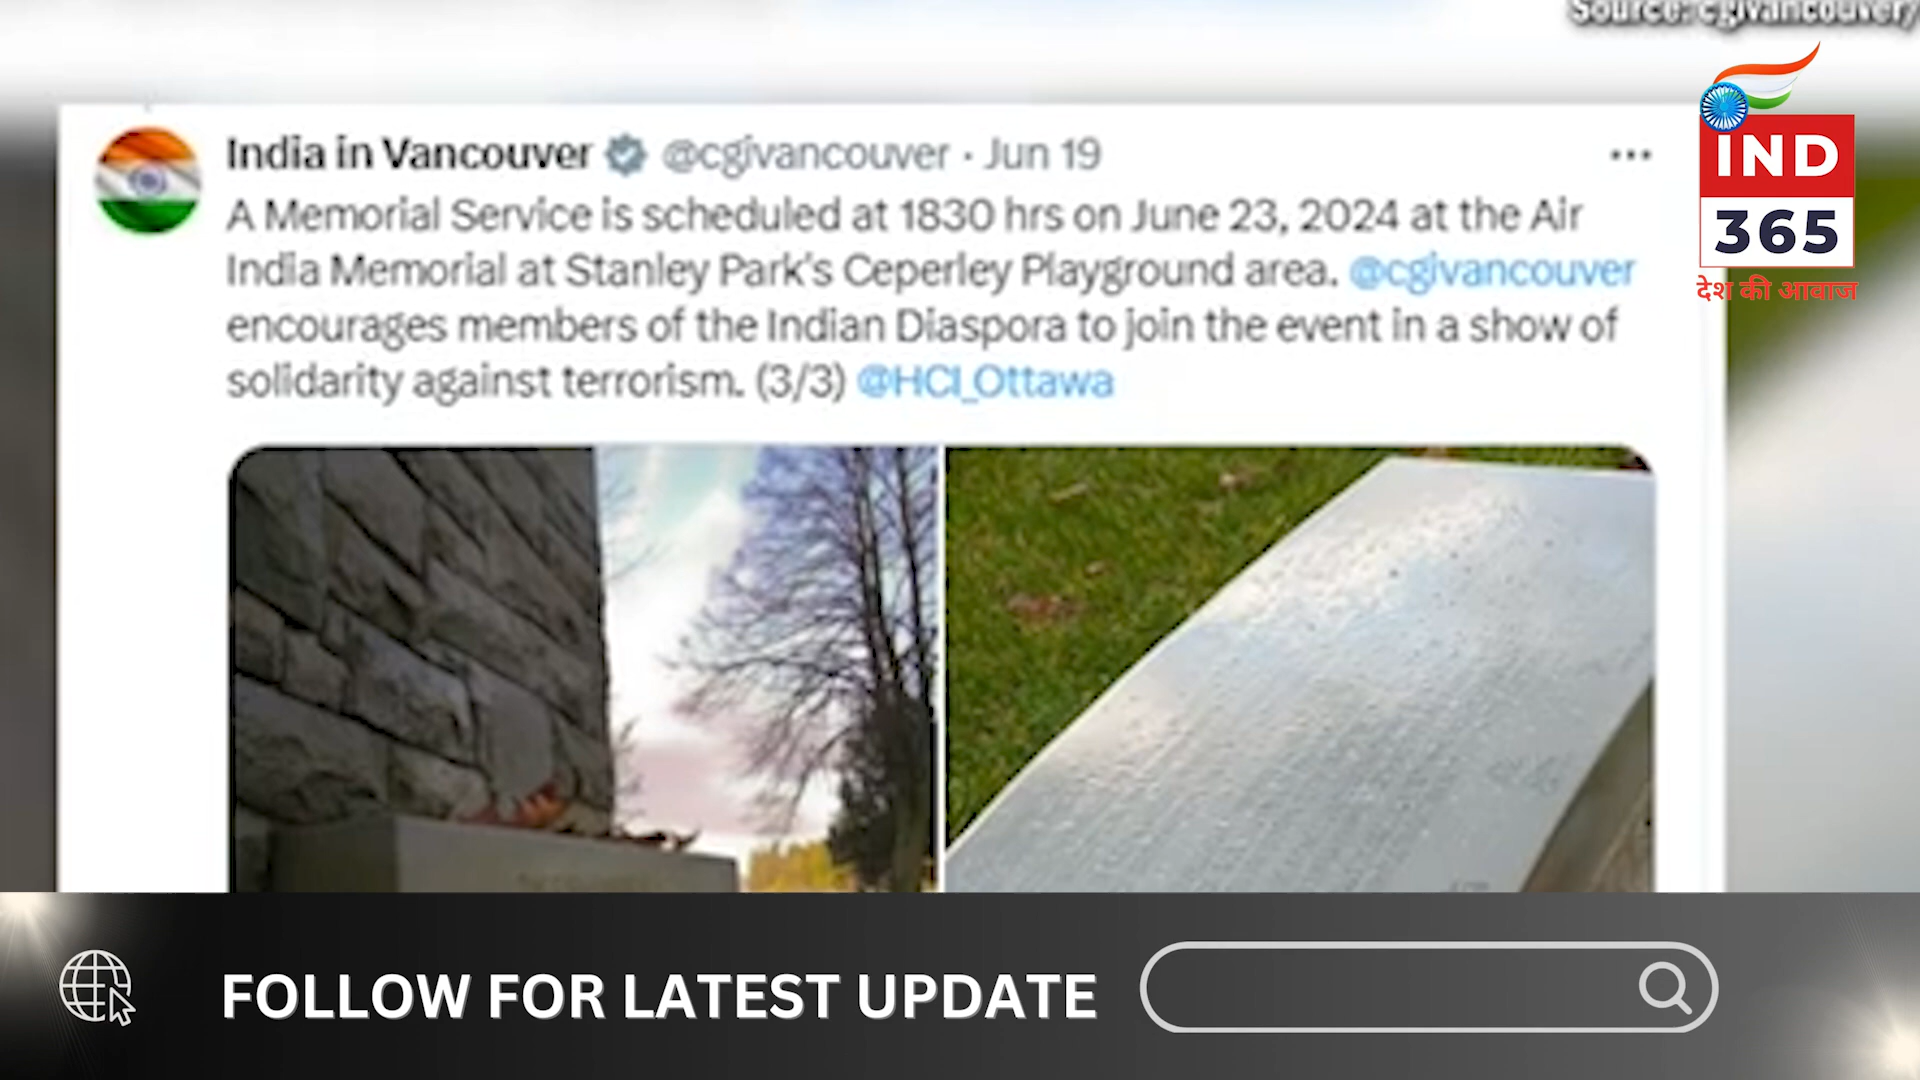 Source: cgivancouver/
India in Vancouver @cgivancouver · Jun 19
A Memorial Service is scheduled at 1830 hrs on June 23, 2024 at the Air
India Memorial at Stanley Park's Ceperley Playground area. @cgivancouver
encourages members of the Indian Diaspora to join the event in a show of
solidarity against terrorism. (3/3) @HCI_Ottawa
IND
365
देश की आवाज
FOLLOW FOR LATEST UPDATE